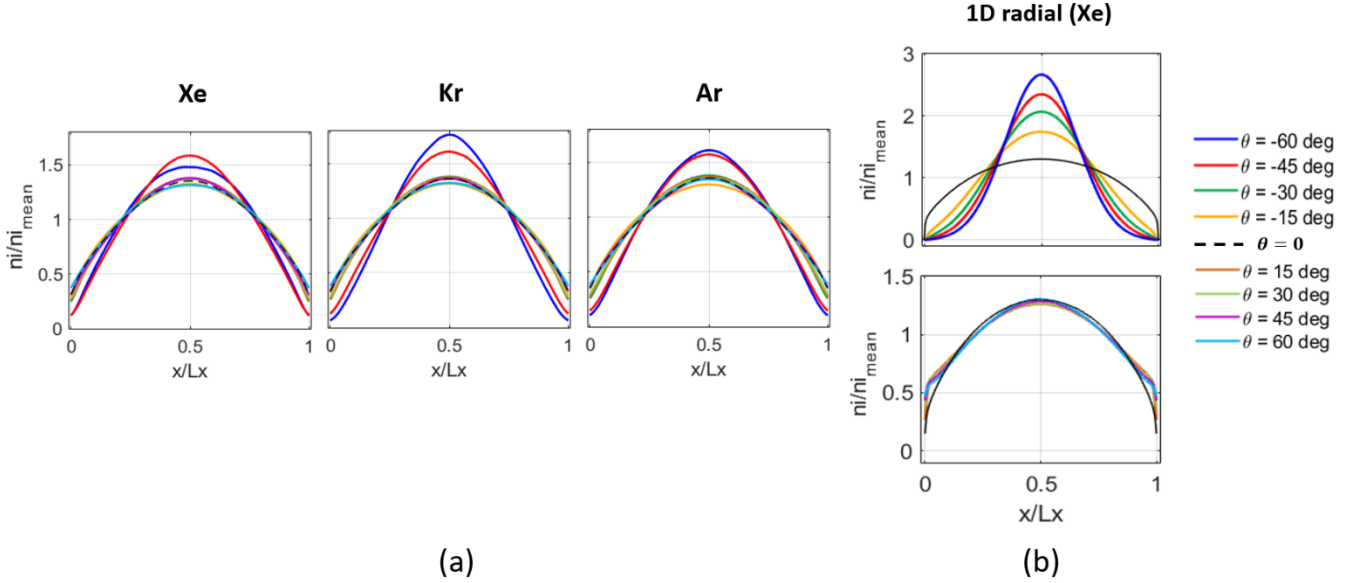 1D radial (Xe)
Xe
Kr
Ar
ni/ni_mean
1.5
1
0.5
0
0
0.5
1
x/Lx
0
0.5
1
x/Lx
0
0.5
1
x/Lx
ni/ni_mean
3
2
1
0
ni/ni_mean
1.5
1
0.5
0
0
0.5
1
x/Lx
θ = -60 deg
θ = -45 deg
θ = -30 deg
θ = -15 deg
θ = 0
θ = 15 deg
θ = 30 deg
θ = 45 deg
θ = 60 deg
(a)
(b)